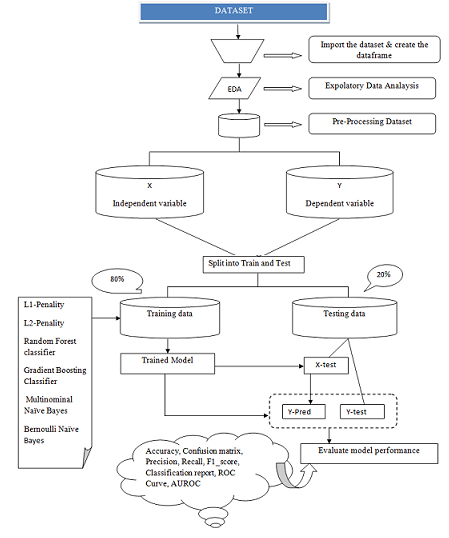 DATASET
Import the dataset & create the
dataframe
EDA
Expolatory Data Analaysis
Pre-Processing Dataset
X
Independent variable
Y
Dependent variable
Split into Train and Test
80%
20%
L1-Penality
L2-Penality
Random Forest
classifier
Gradient Boosting
Classifier
Multinominal
Naïve Bayes
Bernoulli Naïve
Bayes
Training data
Testing data
Trained Model
X-test
Y-Pred
Y-test
Evaluate model performance
Accuracy, Confusion matrix,
Precision, Recall, F1_score,
Classification report, ROC
Curve, AUROC